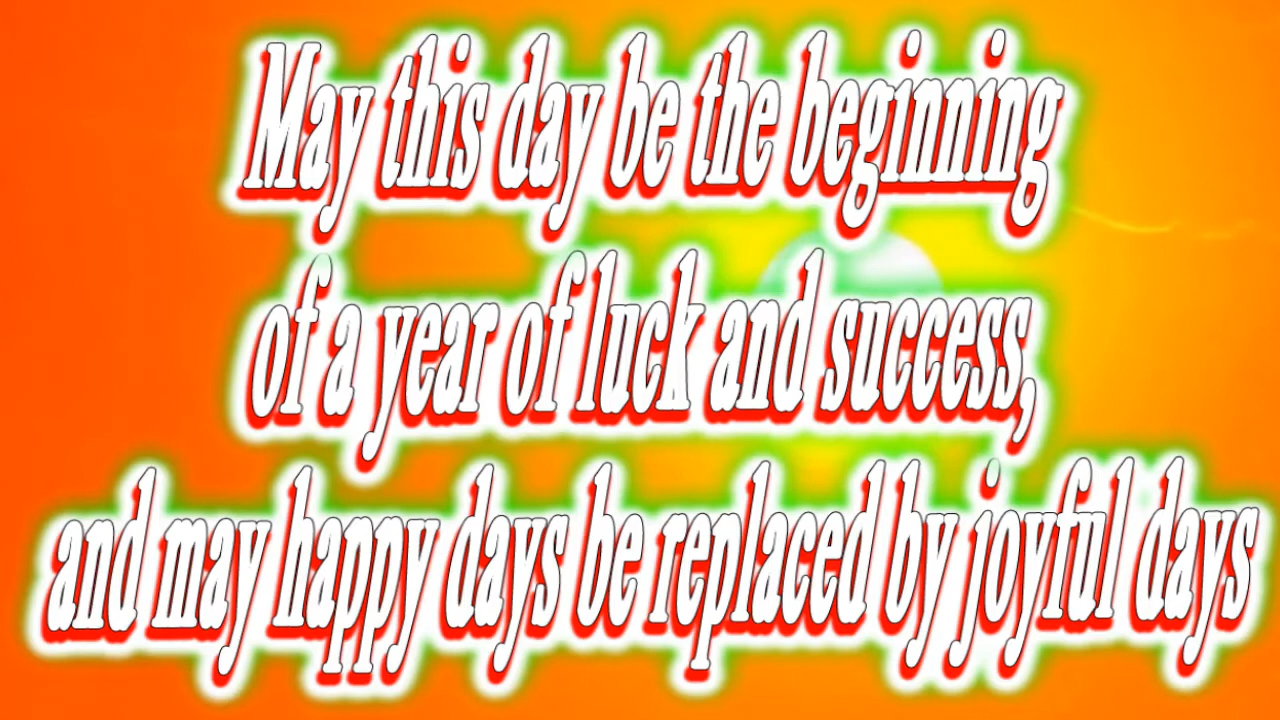 May this day be the beginning
of a year of luck and success,
and may happy days be replaced by joyful days